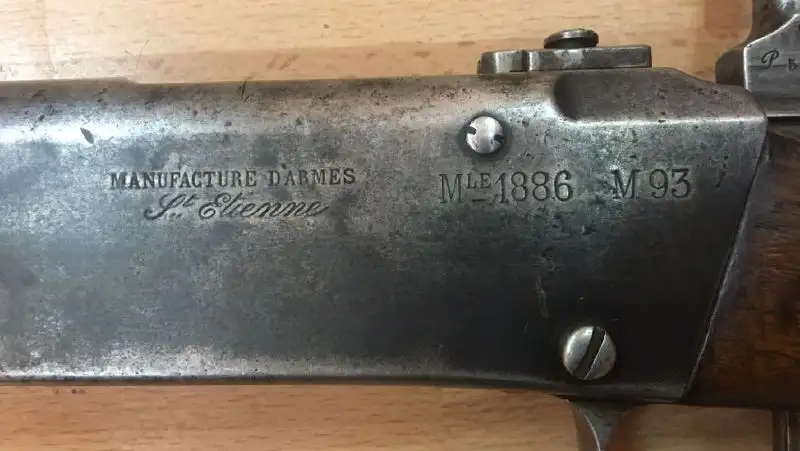 MANUFACTURE D'ARMES
St. Etienne
MLE 1886 M 93